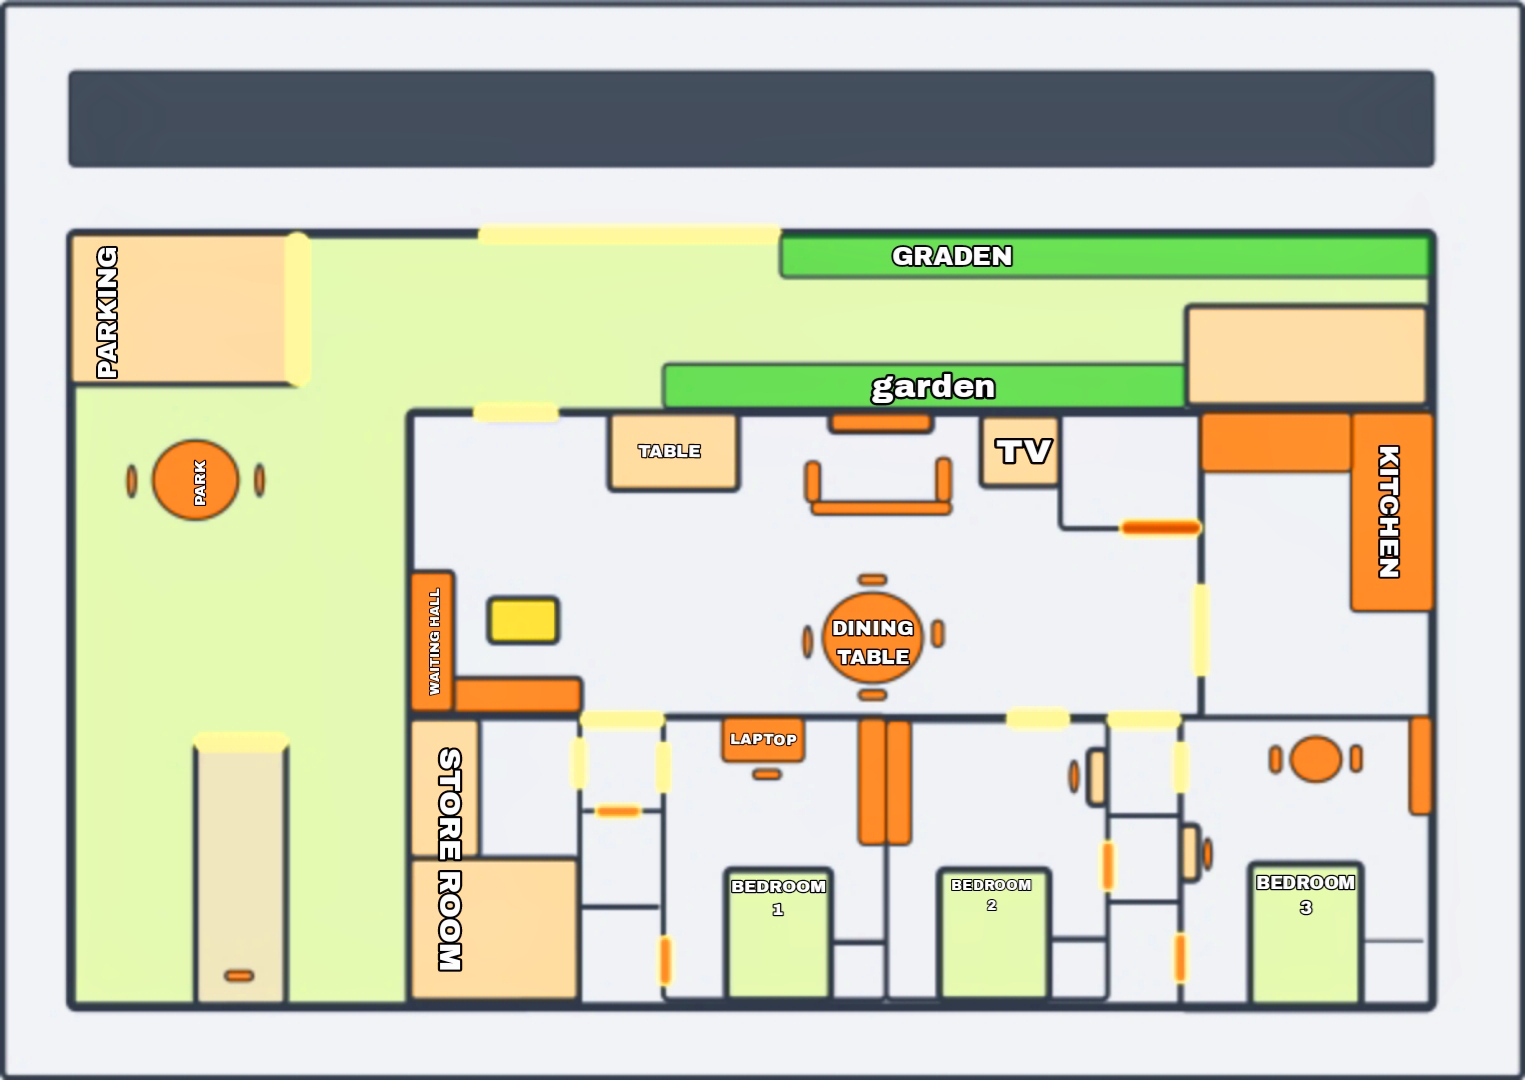 PARKING
GRADEN
garden
TABLE
TV
KITCHEN
PARK
WAITING HALL
DINING
TABLE
LAPTOP
STORE ROOM
BEDROOM
1
BEDROOM
2
BEDROOM
3